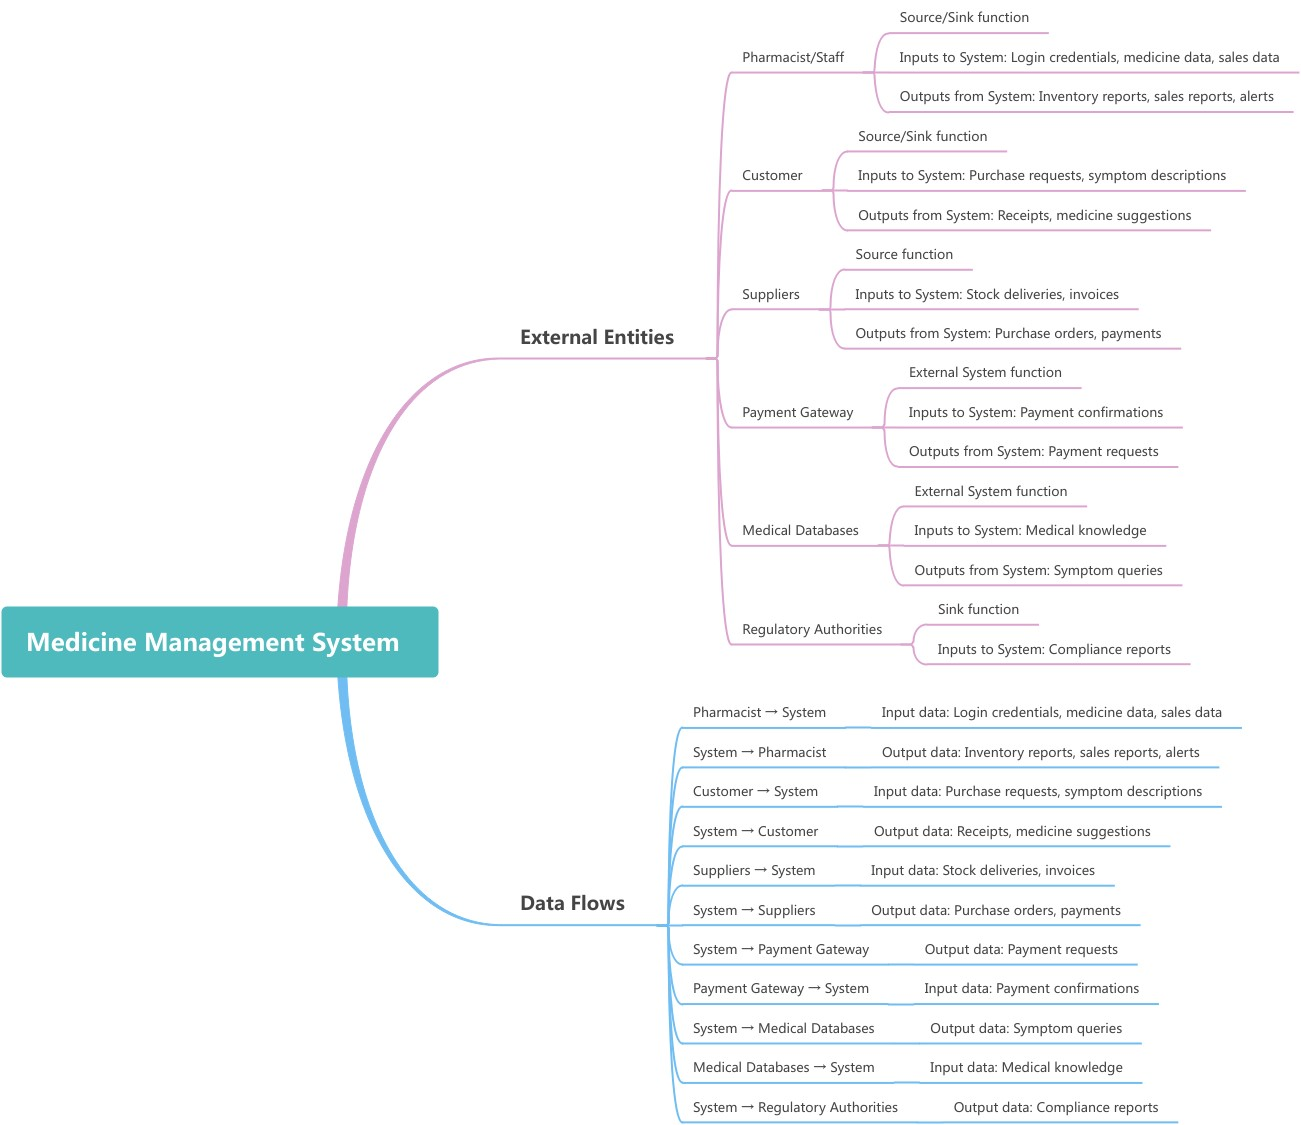 Medicine Management System
External Entities
Pharmacist/Staff
Source/Sink function
Inputs to System: Login credentials, medicine data, sales data
Outputs from System: Inventory reports, sales reports, alerts
Customer
Source/Sink function
Inputs to System: Purchase requests, symptom descriptions
Outputs from System: Receipts, medicine suggestions
Suppliers
Source function
Inputs to System: Stock deliveries, invoices
Outputs from System: Purchase orders, payments
Payment Gateway
External System function
Inputs to System: Payment confirmations
Outputs from System: Payment requests
Medical Databases
External System function
Inputs to System: Medical knowledge
Outputs from System: Symptom queries
Regulatory Authorities
Sink function
Inputs to System: Compliance reports
Data Flows
Pharmacist → System
Input data: Login credentials, medicine data, sales data
System → Pharmacist
Output data: Inventory reports, sales reports, alerts
Customer → System
Input data: Purchase requests, symptom descriptions
System → Customer
Output data: Receipts, medicine suggestions
Suppliers → System
Input data: Stock deliveries, invoices
System → Suppliers
Output data: Purchase orders, payments
System → Payment Gateway
Output data: Payment requests
Payment Gateway → System
Input data: Payment confirmations
System → Medical Databases
Output data: Symptom queries
Medical Databases → System
Input data: Medical knowledge
System → Regulatory Authorities
Output data: Compliance reports